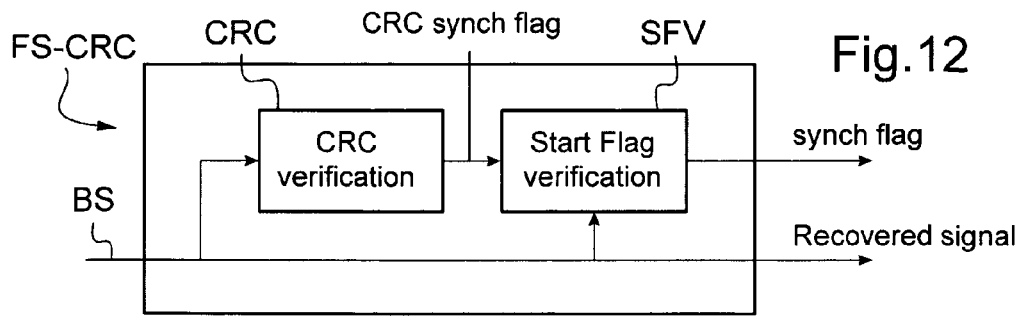 FS-CRC
CRC
CRC synch flag
SFV
Fig.12
CRC
verification
Start Flag
verification
synch flag
BS
Recovered signal